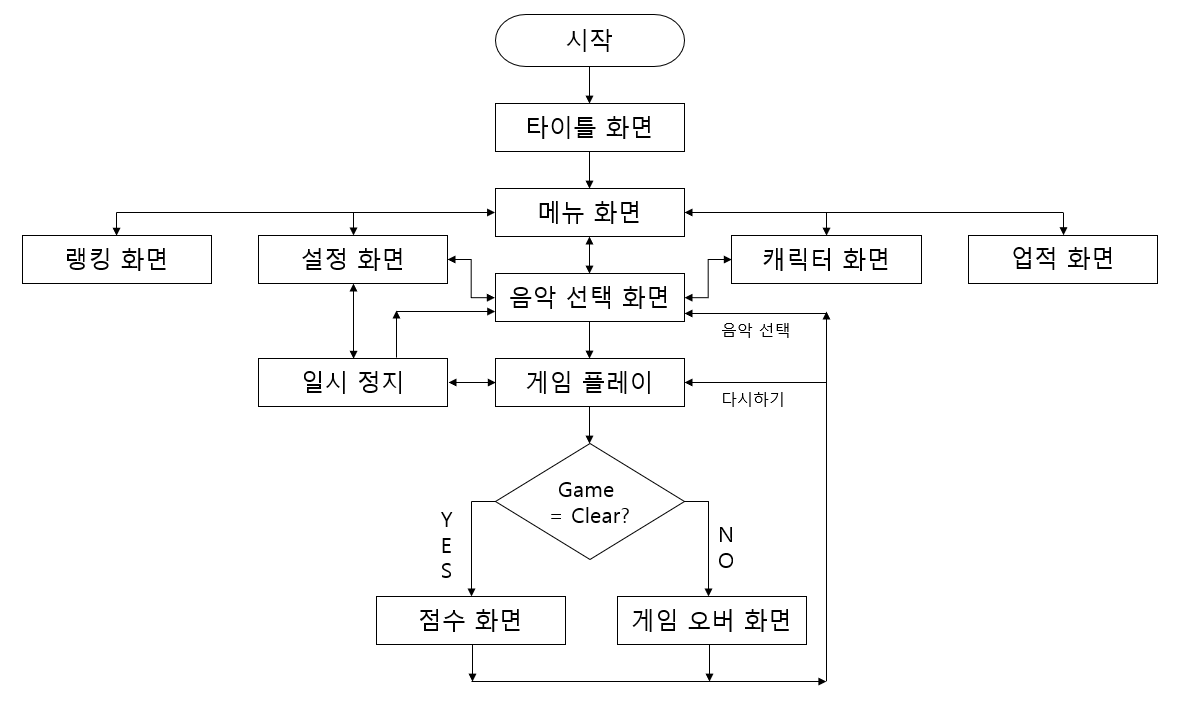 시작
타이틀 화면
메뉴 화면
랭킹 화면
설정 화면
캐릭터 화면
업적 화면
음악 선택 화면
음악 선택
일시 정지
게임 플레이
다시하기
Game
= Clear?
Y
E
S
N
O
점수 화면
게임 오버 화면